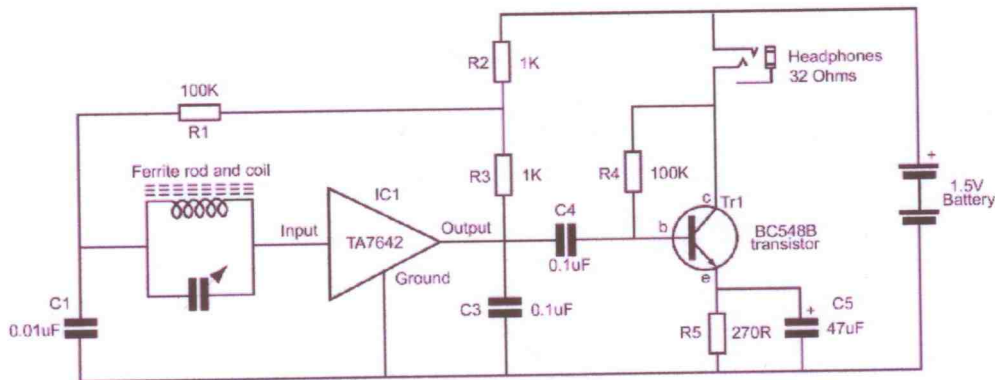 R2
1K
Headphones
32 Ohms
100K
R1
R3
1K
R4
100K
+
1.5V
Battery
Ferrite rod and coil
IC1
Input
TA7642
Output
Ground
C4
0.1uF
c
Tr1
b
BC548B
transistor
e
C1
0.01uF
C3
0.1uF
R5
270R
+
C5
47uF